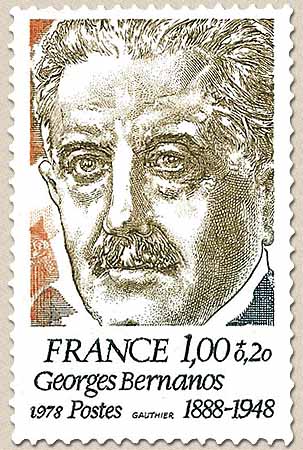 FRANCE 1,00 +0,20
Georges Bernanos
1978 Postes GAUTHIER 1888-1948